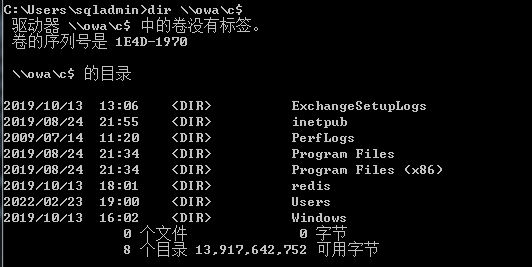 C:\Users\sqladmin>dir \\owa\c$
驱动器 \\owa\c$ 中的卷没有标签。
卷的序列号是 1E4D-1970
\\owa\c$ 的目录
2019/10/13  13:06    <DIR>          ExchangeSetupLogs
2019/08/24  21:55    <DIR>          inetpub
2009/07/14  11:20    <DIR>          PerfLogs
2019/08/24  21:34    <DIR>          Program Files
2019/08/24  21:34    <DIR>          Program Files (x86)
2019/10/13  18:01    <DIR>          redis
2022/02/23  19:00    <DIR>          Users
2019/10/13  16:02    <DIR>          Windows
0 个文件              0 字节
8 个目录 13,917,642,752 可用字节